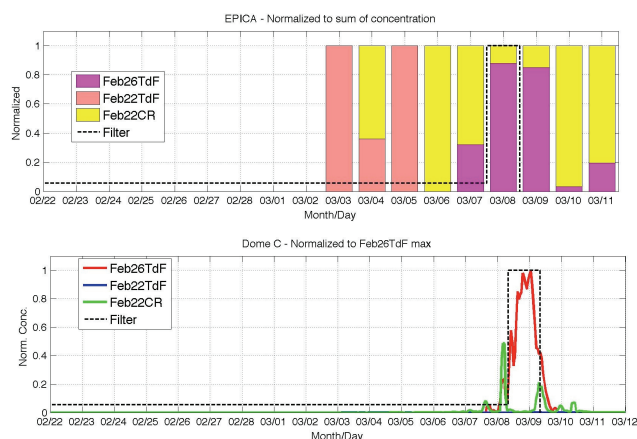 EPICA - Normalized to sum of concentration
Normalized
1
0.8
0.6
0.4
0.2
0
Feb26TdF
Feb22TdF
Feb22CR
Filter
02/22 02/23 02/24 02/25 02/26 02/27 02/28 03/01 03/02 03/03 03/04 03/05 03/06 03/07 03/08 03/09 03/10 03/11
Month/Day
Dome C - Normalized to Feb26TdF max
Norm. Conc.
1
0.8
0.6
0.4
0.2
0
Feb26TdF
Feb22TdF
Feb22CR
Filter
02/22 02/23 02/24 02/25 02/26 02/27 02/28 03/01 03/02 03/03 03/04 03/05 03/06 03/07 03/08 03/09 03/10 03/11 03/12
Month/Day